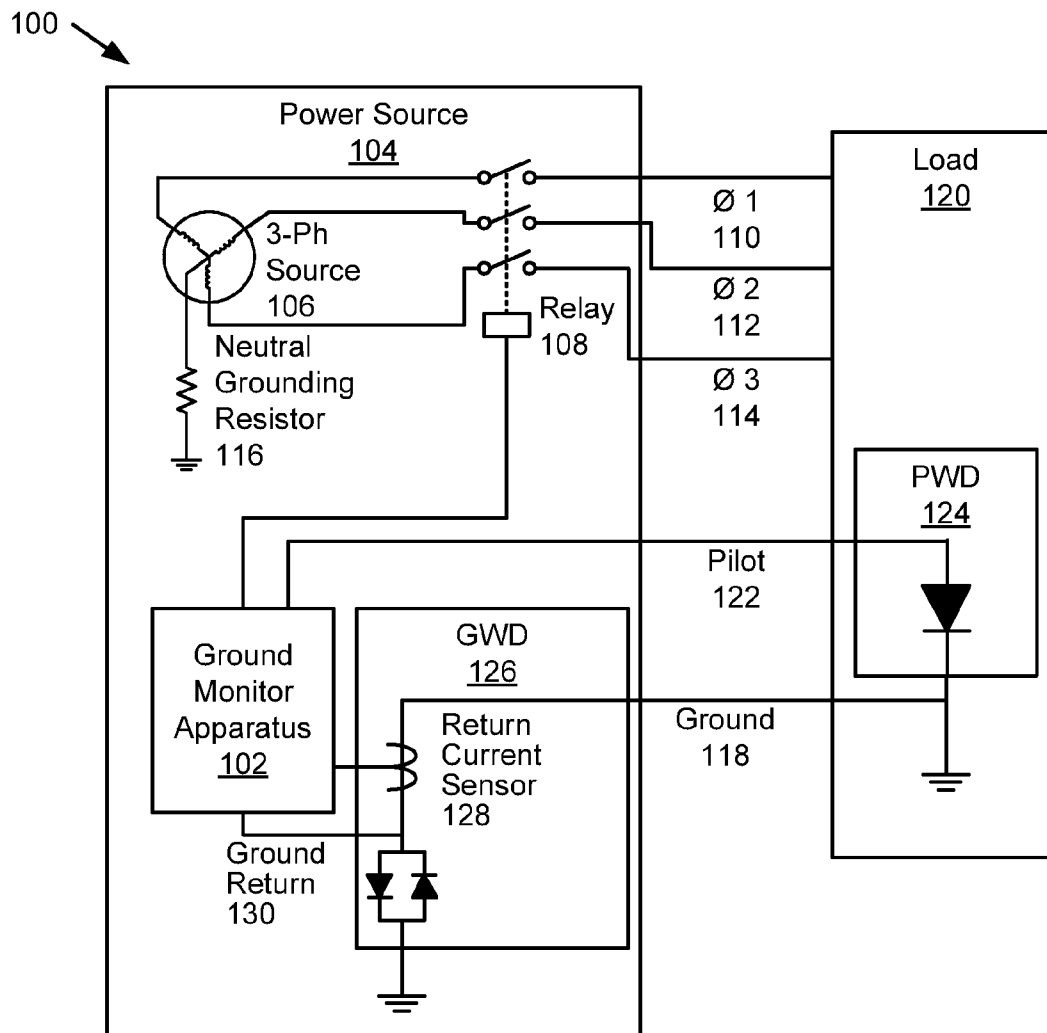 100
Power Source
104
3-Ph
Source
106
Relay
108
Neutral
Grounding
Resistor
116
Ø 1
110
Ø 2
112
Ø 3
114
Load
120
PWD
124
Pilot
122
Ground
Monitor
Apparatus
102
GWD
126
Return
Current
Sensor
128
Ground
118
Ground
Return
130